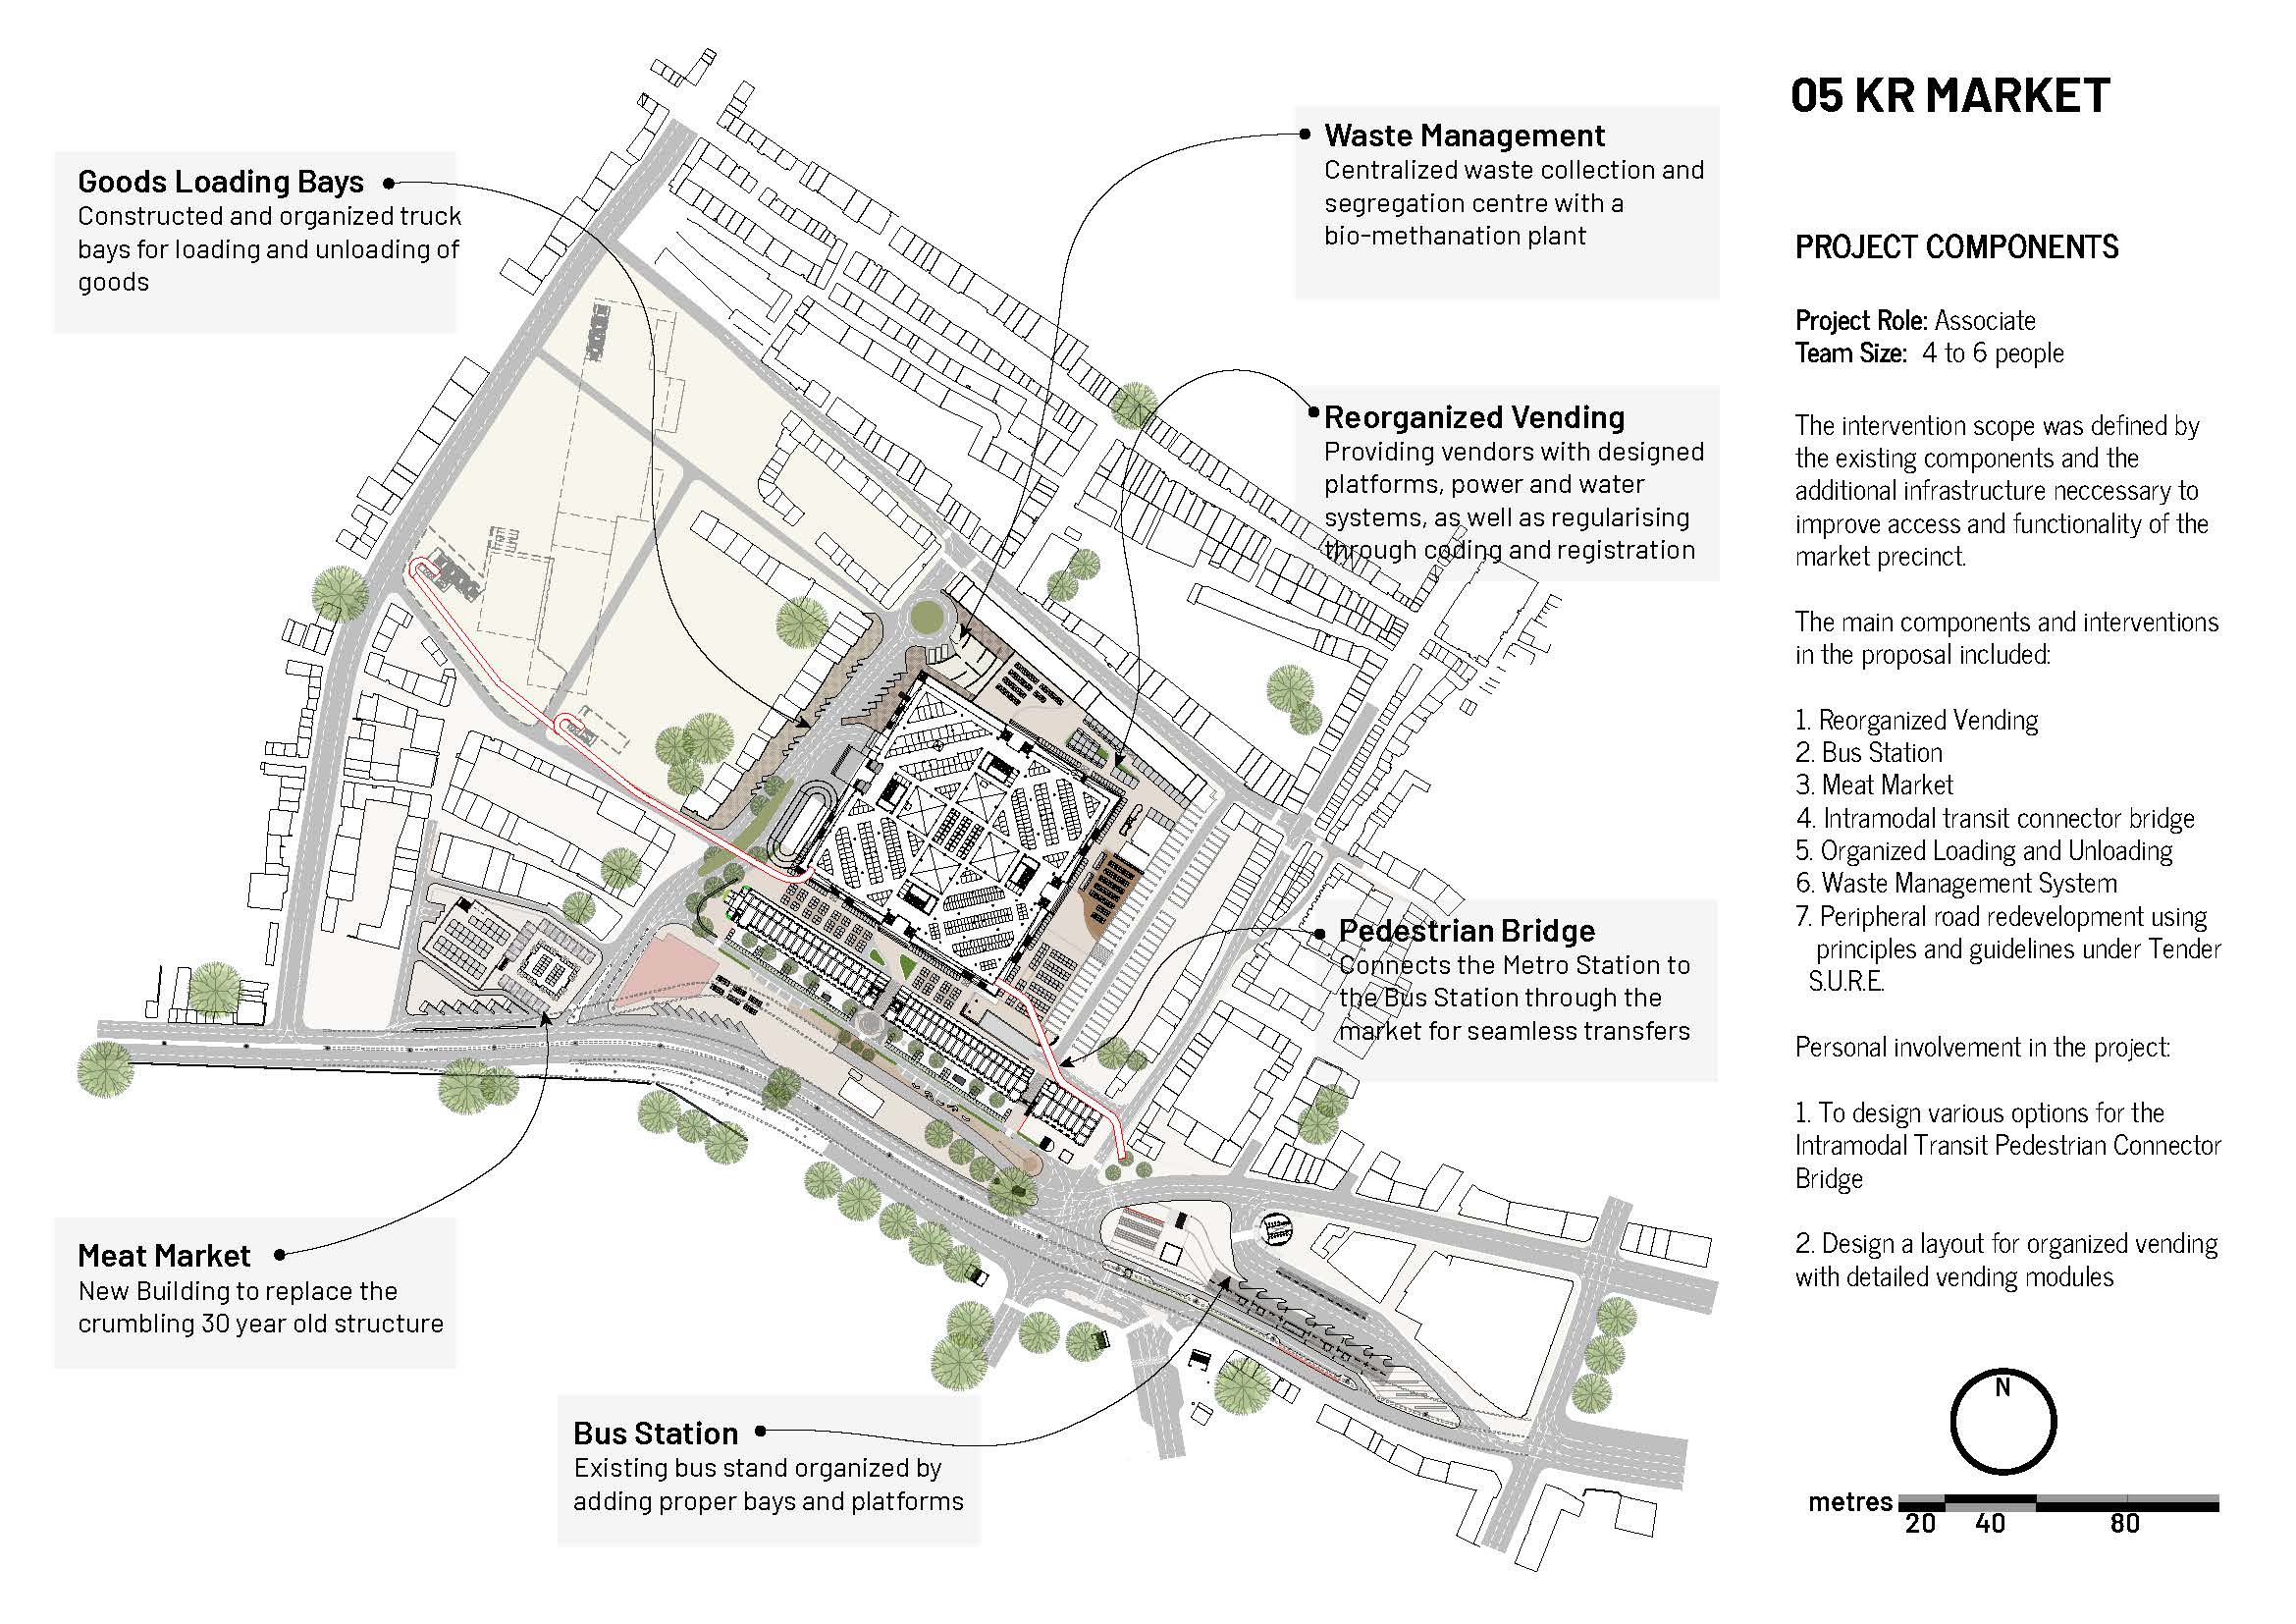 05 KR MARKET
Goods Loading Bays
Constructed and organized truck
bays for loading and unloading of
goods
Waste Management
Centralized waste collection and
segregation centre with a
bio-methanation plant
Reorganized Vending
Providing vendors with designed
platforms, power and water
systems, as well as regularising
through coding and registration
Pedestrian Bridge
Connects the Metro Station to
the Bus Station through the
market for seamless transfers
Meat Market
New Building to replace the
crumbling 30 year old structure
Bus Station
Existing bus stand organized by
adding proper bays and platforms
PROJECT COMPONENTS
Project Role: Associate
Team Size: 4 to 6 people
The intervention scope was defined by
the existing components and the
additional infrastructure neccessary to
improve access and functionality of the
market precinct.
The main components and interventions
in the proposal included:
1. Reorganized Vending
2. Bus Station
3. Meat Market
4. Intramodal transit connector bridge
5. Organized Loading and Unloading
6. Waste Management System
7. Peripheral road redevelopment using
principles and guidelines under Tender
S.U.R.E.
Personal involvement in the project:
1. To design various options for the
Intramodal Transit Pedestrian Connector
Bridge
2. Design a layout for organized vending
with detailed vending modules
N
metres
20 40 80